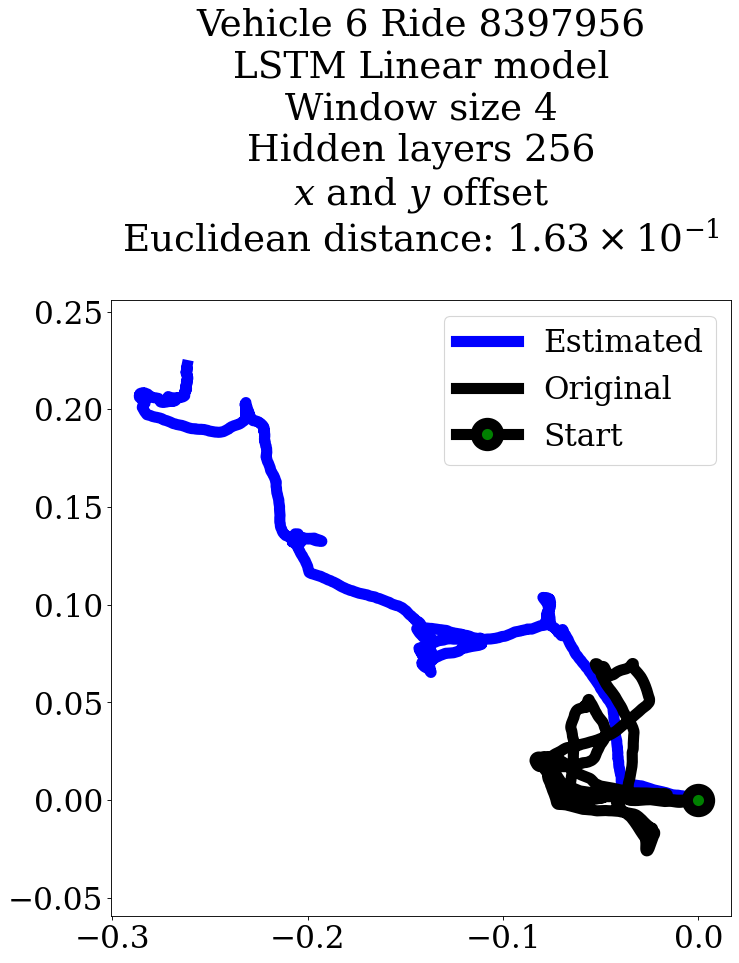 Vehicle 6 Ride 8397956
LSTM Linear model
Window size 4
Hidden layers 256
x and y offset
Euclidean distance: 1.63 × 10⁻¹
0.25
0.20
0.15
0.10
0.05
0.00
−0.05
Estimated
Original
Start
−0.3
−0.2
−0.1
0.0